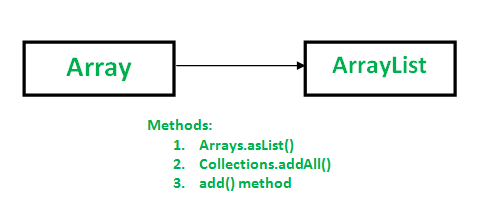 Array
ArrayList
Methods:
1. Arrays.asList()
2. Collections.addAll()
3. add() method